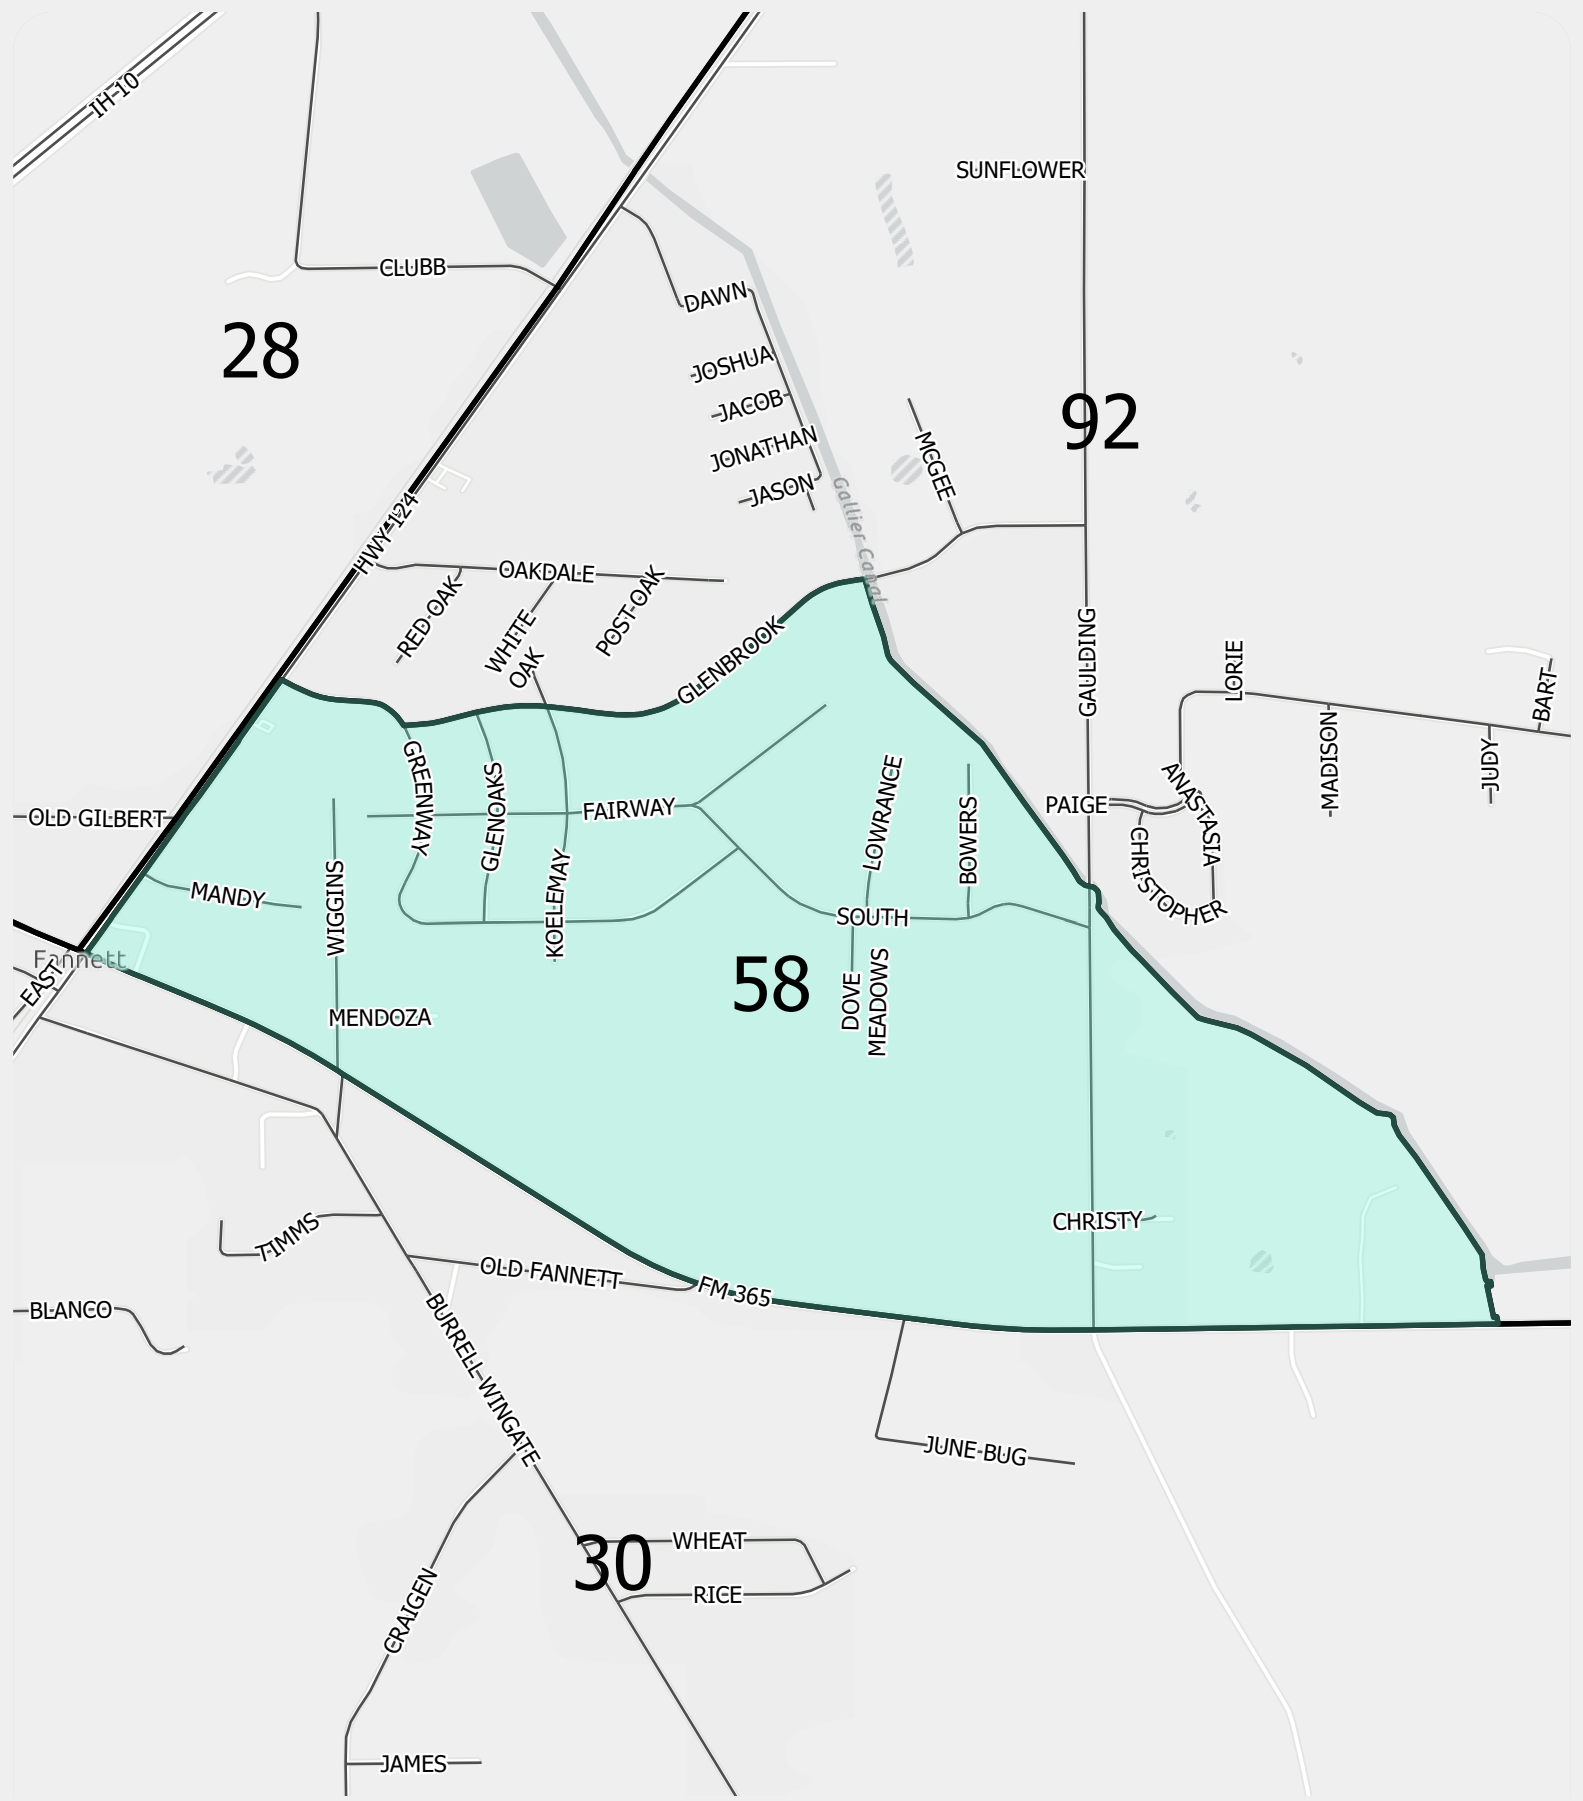 IH-10
SUNFLOWER
CLUBB
DAWN
28
JOSHUA
JACOB
92
JONATHAN
MCGEE
JASON
Gallier Canal
HWY 124
OAKDALE
RED OAK
WHITE
OAK
POST OAK
GLENBROOK
GAULDING
LORIE
BART
MADISON
JUDY
GREENWAY
GLENOAKS
FAIRWAY
LOWRANCE
BOWERS
PAIGE
ANASTASIA
CHRISTOPHER
OLD GILBERT
MANDY
WIGGINS
KOELEMAY
SOUTH
Fannett
EAST
58
DOVE
MEADOWS
MENDOZA
CHRISTY
TIMMS
OLD FANNETT
FM 365
BLANCO
BURRELL-WINGATE
JUNE BUG
30
WHEAT
RICE
CRAIGEN
JAMES